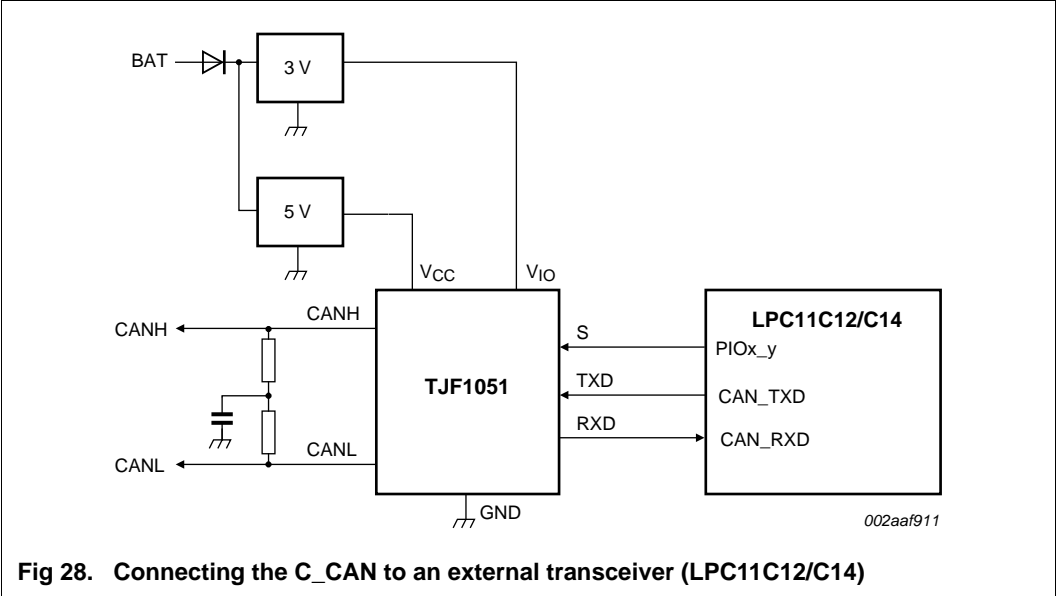 BAT
3 V
5 V
VCC
VIO
CANH
CANH
LPC11C12/C14
S
PIOx_y
TJF1051
TXD
CAN_TXD
RXD
CAN_RXD
CANL
CANL
GND
002aaf911
Fig 28. Connecting the C_CAN to an external transceiver (LPC11C12/C14)